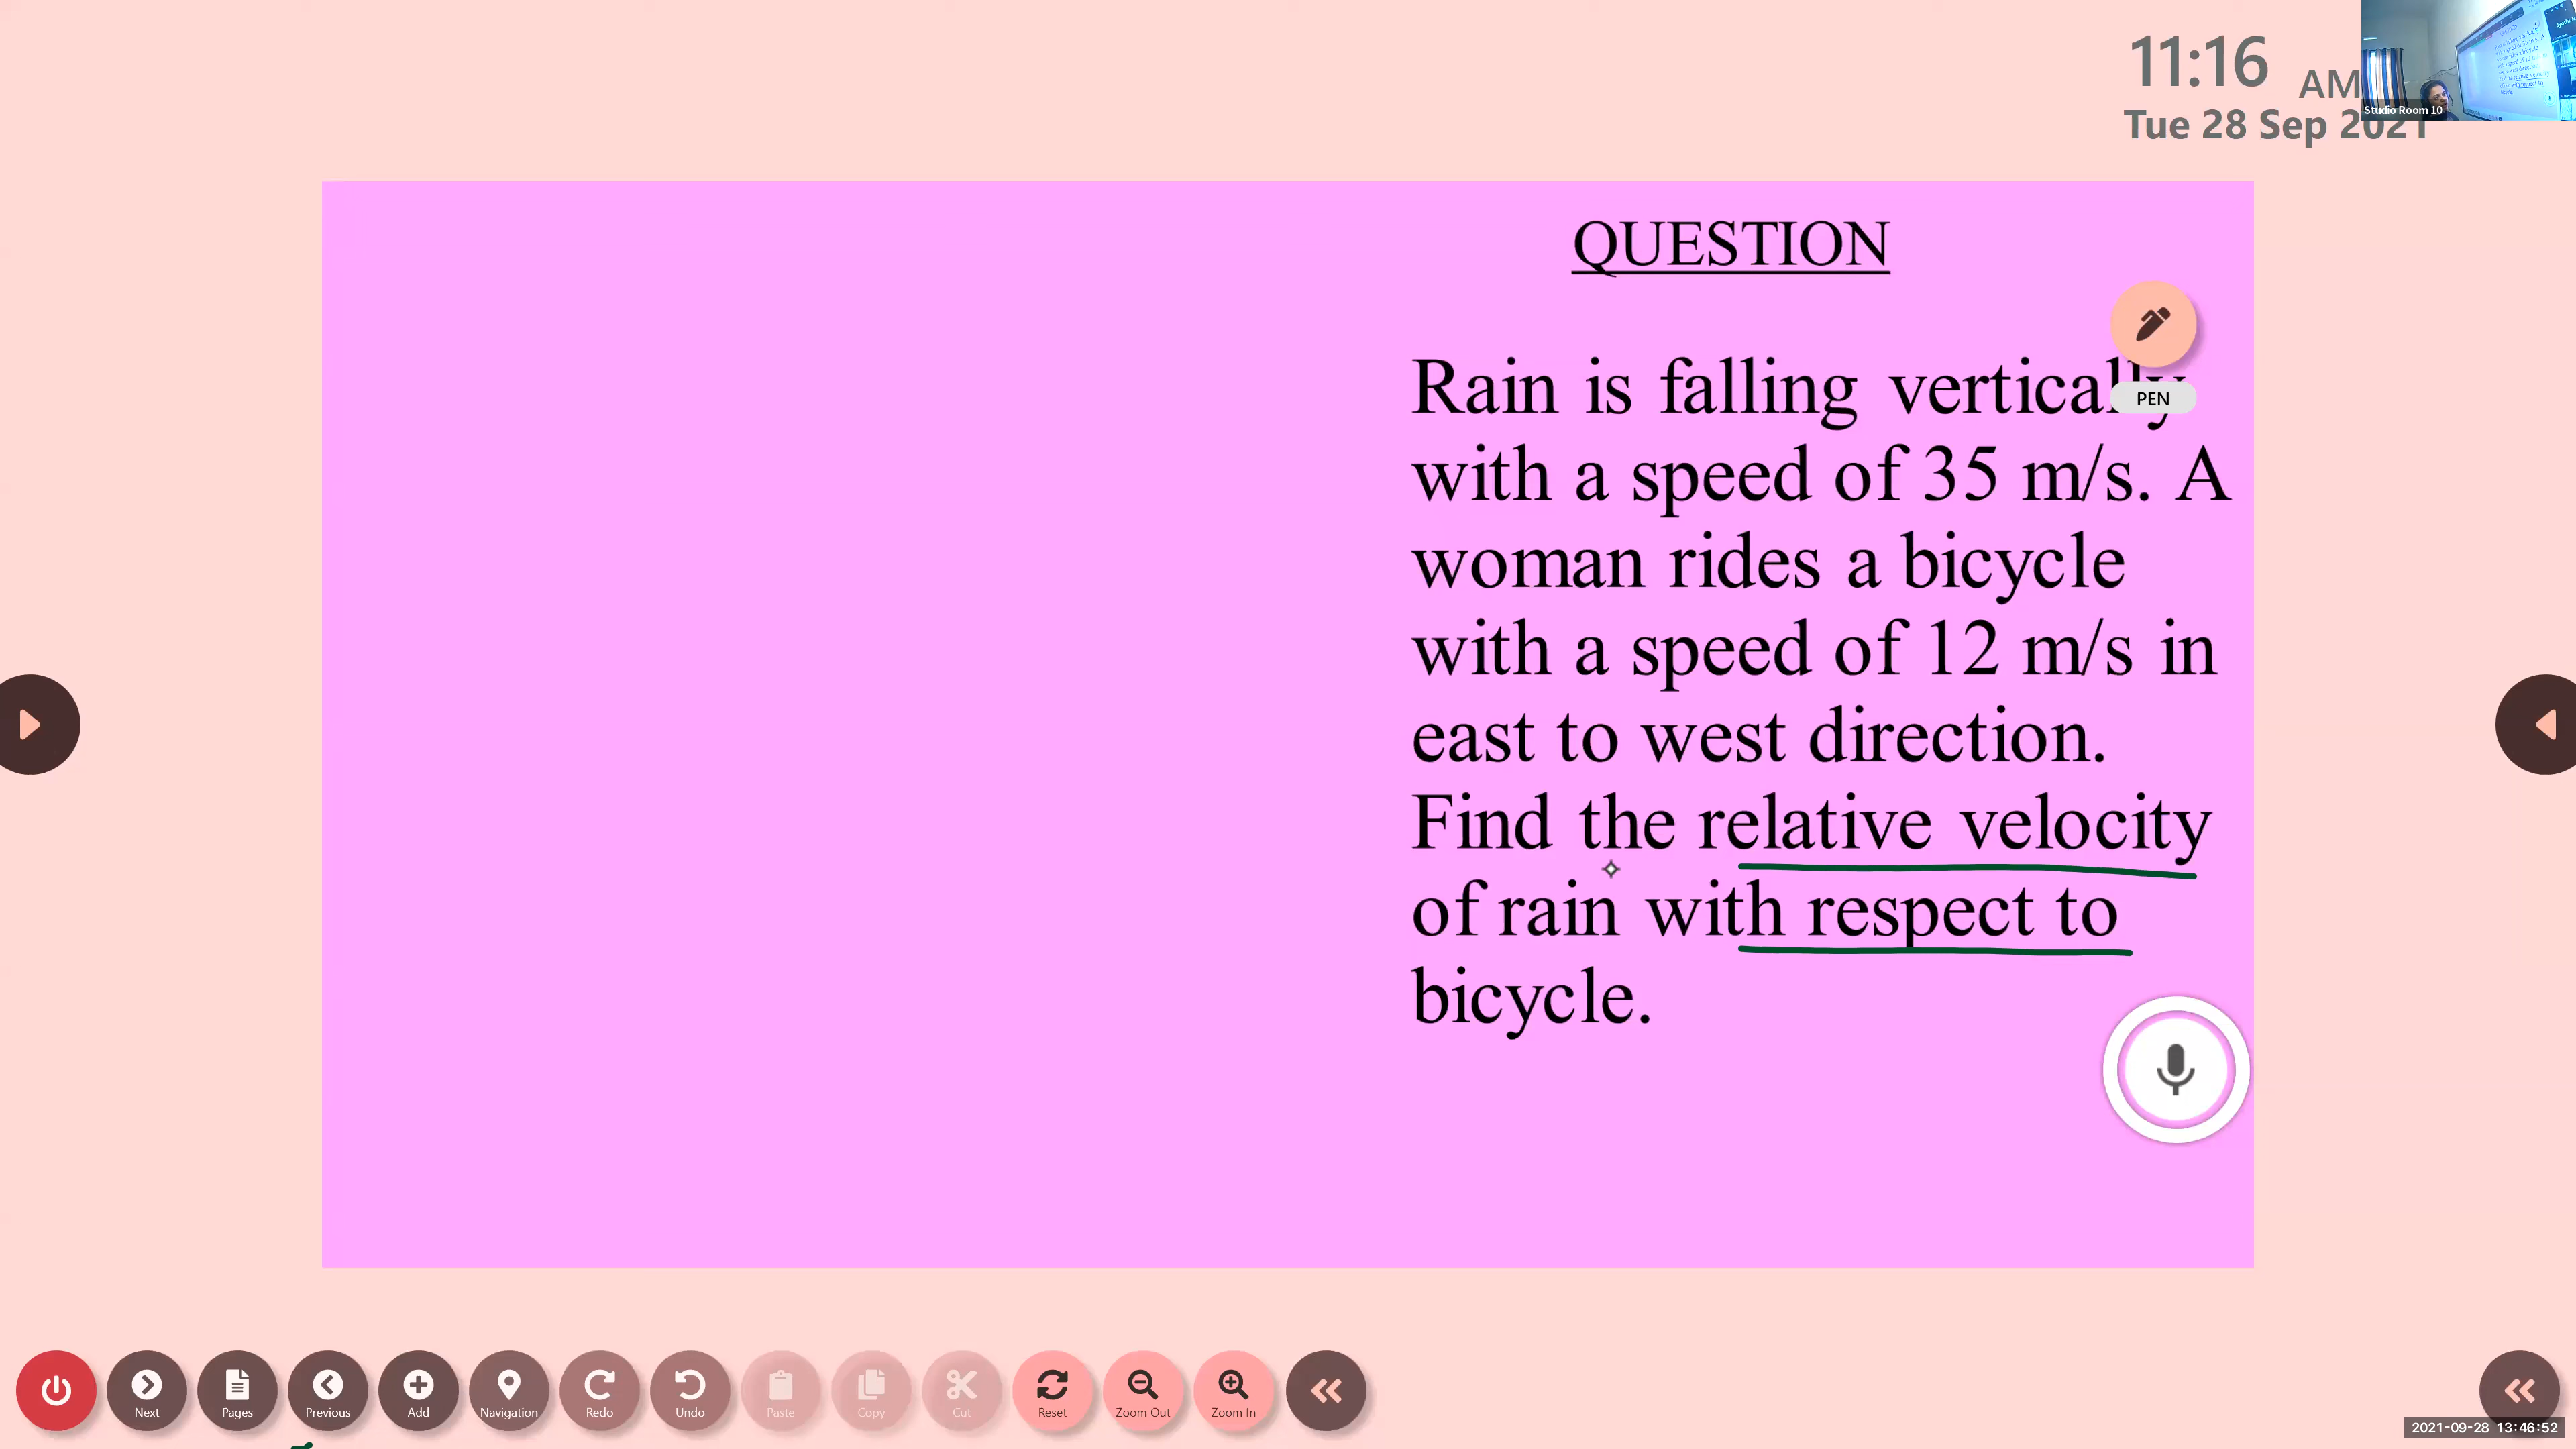 11:16 AM
Tue 28 Sep 2021
Studio Room 10
QUESTION
Rain is falling vertically
PEN
with a speed of 35 m/s. A
woman rides a bicycle
with a speed of 12 m/s in
east to west direction.
Find the relative velocity
of rain with respect to
bicycle.
Next
Pages
Previous
Add
Navigation
Redo
Undo
Paste
Copy
Cut
Reset
Zoom Out
Zoom In
2021-09-28 13:46:52